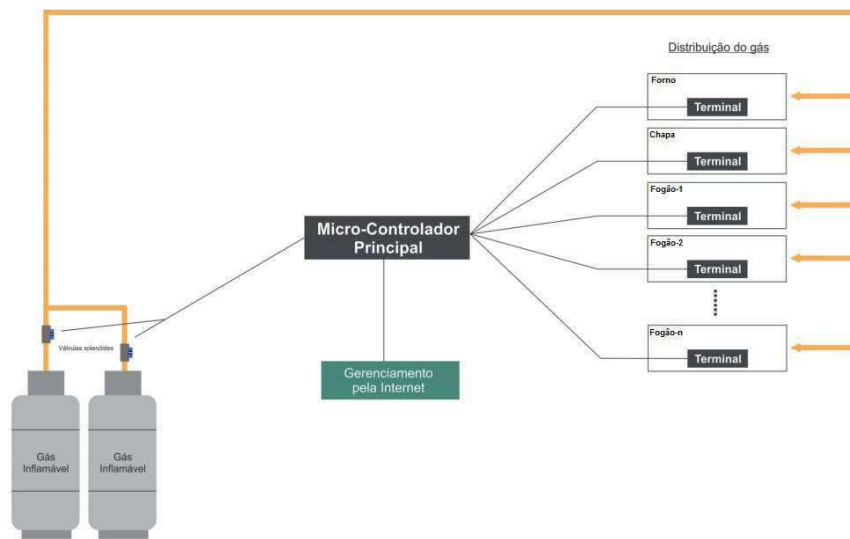 Distribuição do gás
Forno
Terminal
Chapa
Terminal
Fogão-1
Terminal
Fogão-2
Terminal
Fogão-n
Terminal
Micro-Controlador
Principal
Gerenciamento
pela Internet
Válvulas solenóides
Gás
Inflamável
Gás
Inflamável